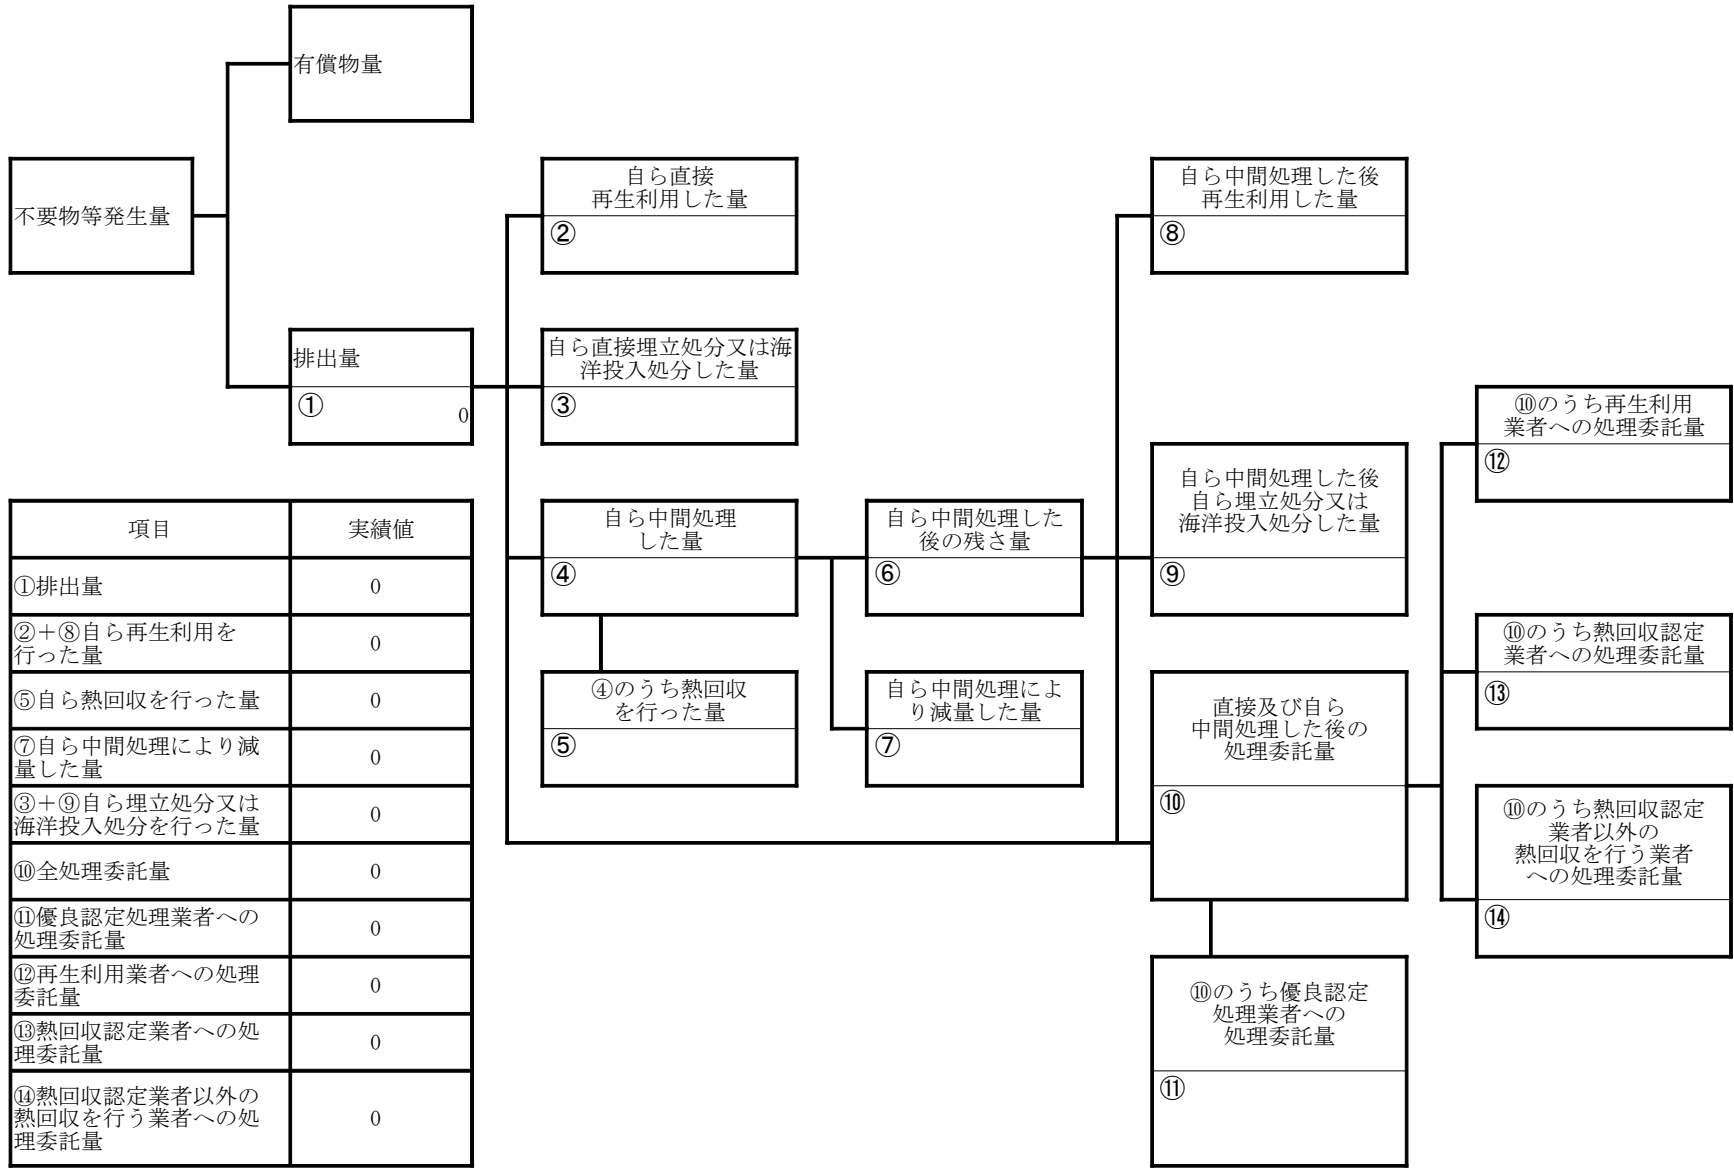 有償物量
不要物等発生量
自ら直接
再生利用した量
②
自ら中間処理した後
再生利用した量
⑧
排出量
①
0
自ら直接埋立処分又は海
洋投入処分した量
③
⑩のうち再生利用
業者への処理委託量
⑫
自ら中間処理
した量
④
自ら中間処理した
後の残さ量
⑥
自ら中間処理した後
自ら埋立処分又は
海洋投入処分した量
⑨
④のうち熱回収
を行った量
⑤
自ら中間処理によ
り減量した量
⑦
直接及び自ら
中間処理した後の
処理委託量
⑩
⑩のうち熱回収認定
業者への処理委託量
⑬
⑩のうち熱回収認定
業者以外の
熱回収を行う業者
への処理委託量
⑭
⑩のうち優良認定
処理業者への
処理委託量
⑪
項目 実績値
①排出量 0
②＋⑧自ら再生利用を
行った量 0
⑤自ら熱回収を行った量 0
⑦自ら中間処理により減
量した量 0
③＋⑨自ら埋立処分又は
海洋投入処分を行った量 0
⑩全処理委託量 0
⑪優良認定処理業者への
処理委託量 0
⑫再生利用業者への処理
委託量 0
⑬熱回収認定業者への処
理委託量 0
⑭熱回収認定業者以外の
熱回収を行う業者への処
理委託量 0